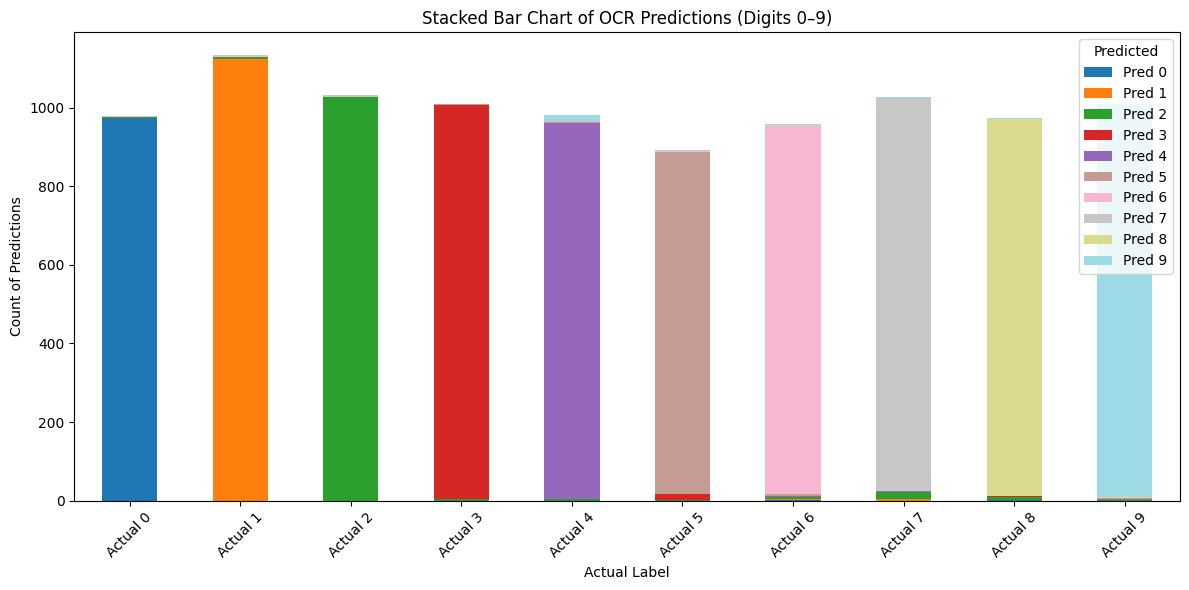 Stacked Bar Chart of OCR Predictions (Digits 0–9)
Count of Predictions
1000
800
600
400
200
0
Predicted
Pred 0
Pred 1
Pred 2
Pred 3
Pred 4
Pred 5
Pred 6
Pred 7
Pred 8
Pred 9
Actual 0
Actual 1
Actual 2
Actual 3
Actual 4
Actual 5
Actual 6
Actual 7
Actual 8
Actual 9
Actual Label